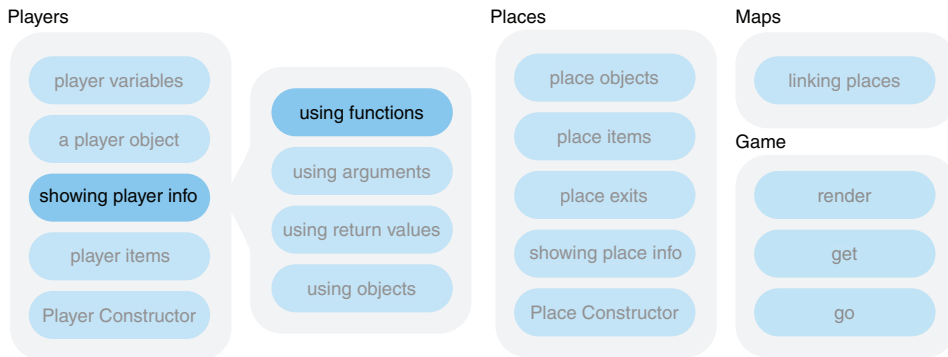 Players
player variables
a player object
showing player info
player items
Player Constructor
using functions
using arguments
using return values
using objects
Places
place objects
place items
place exits
showing place info
Place Constructor
Maps
linking places
Game
render
get
go